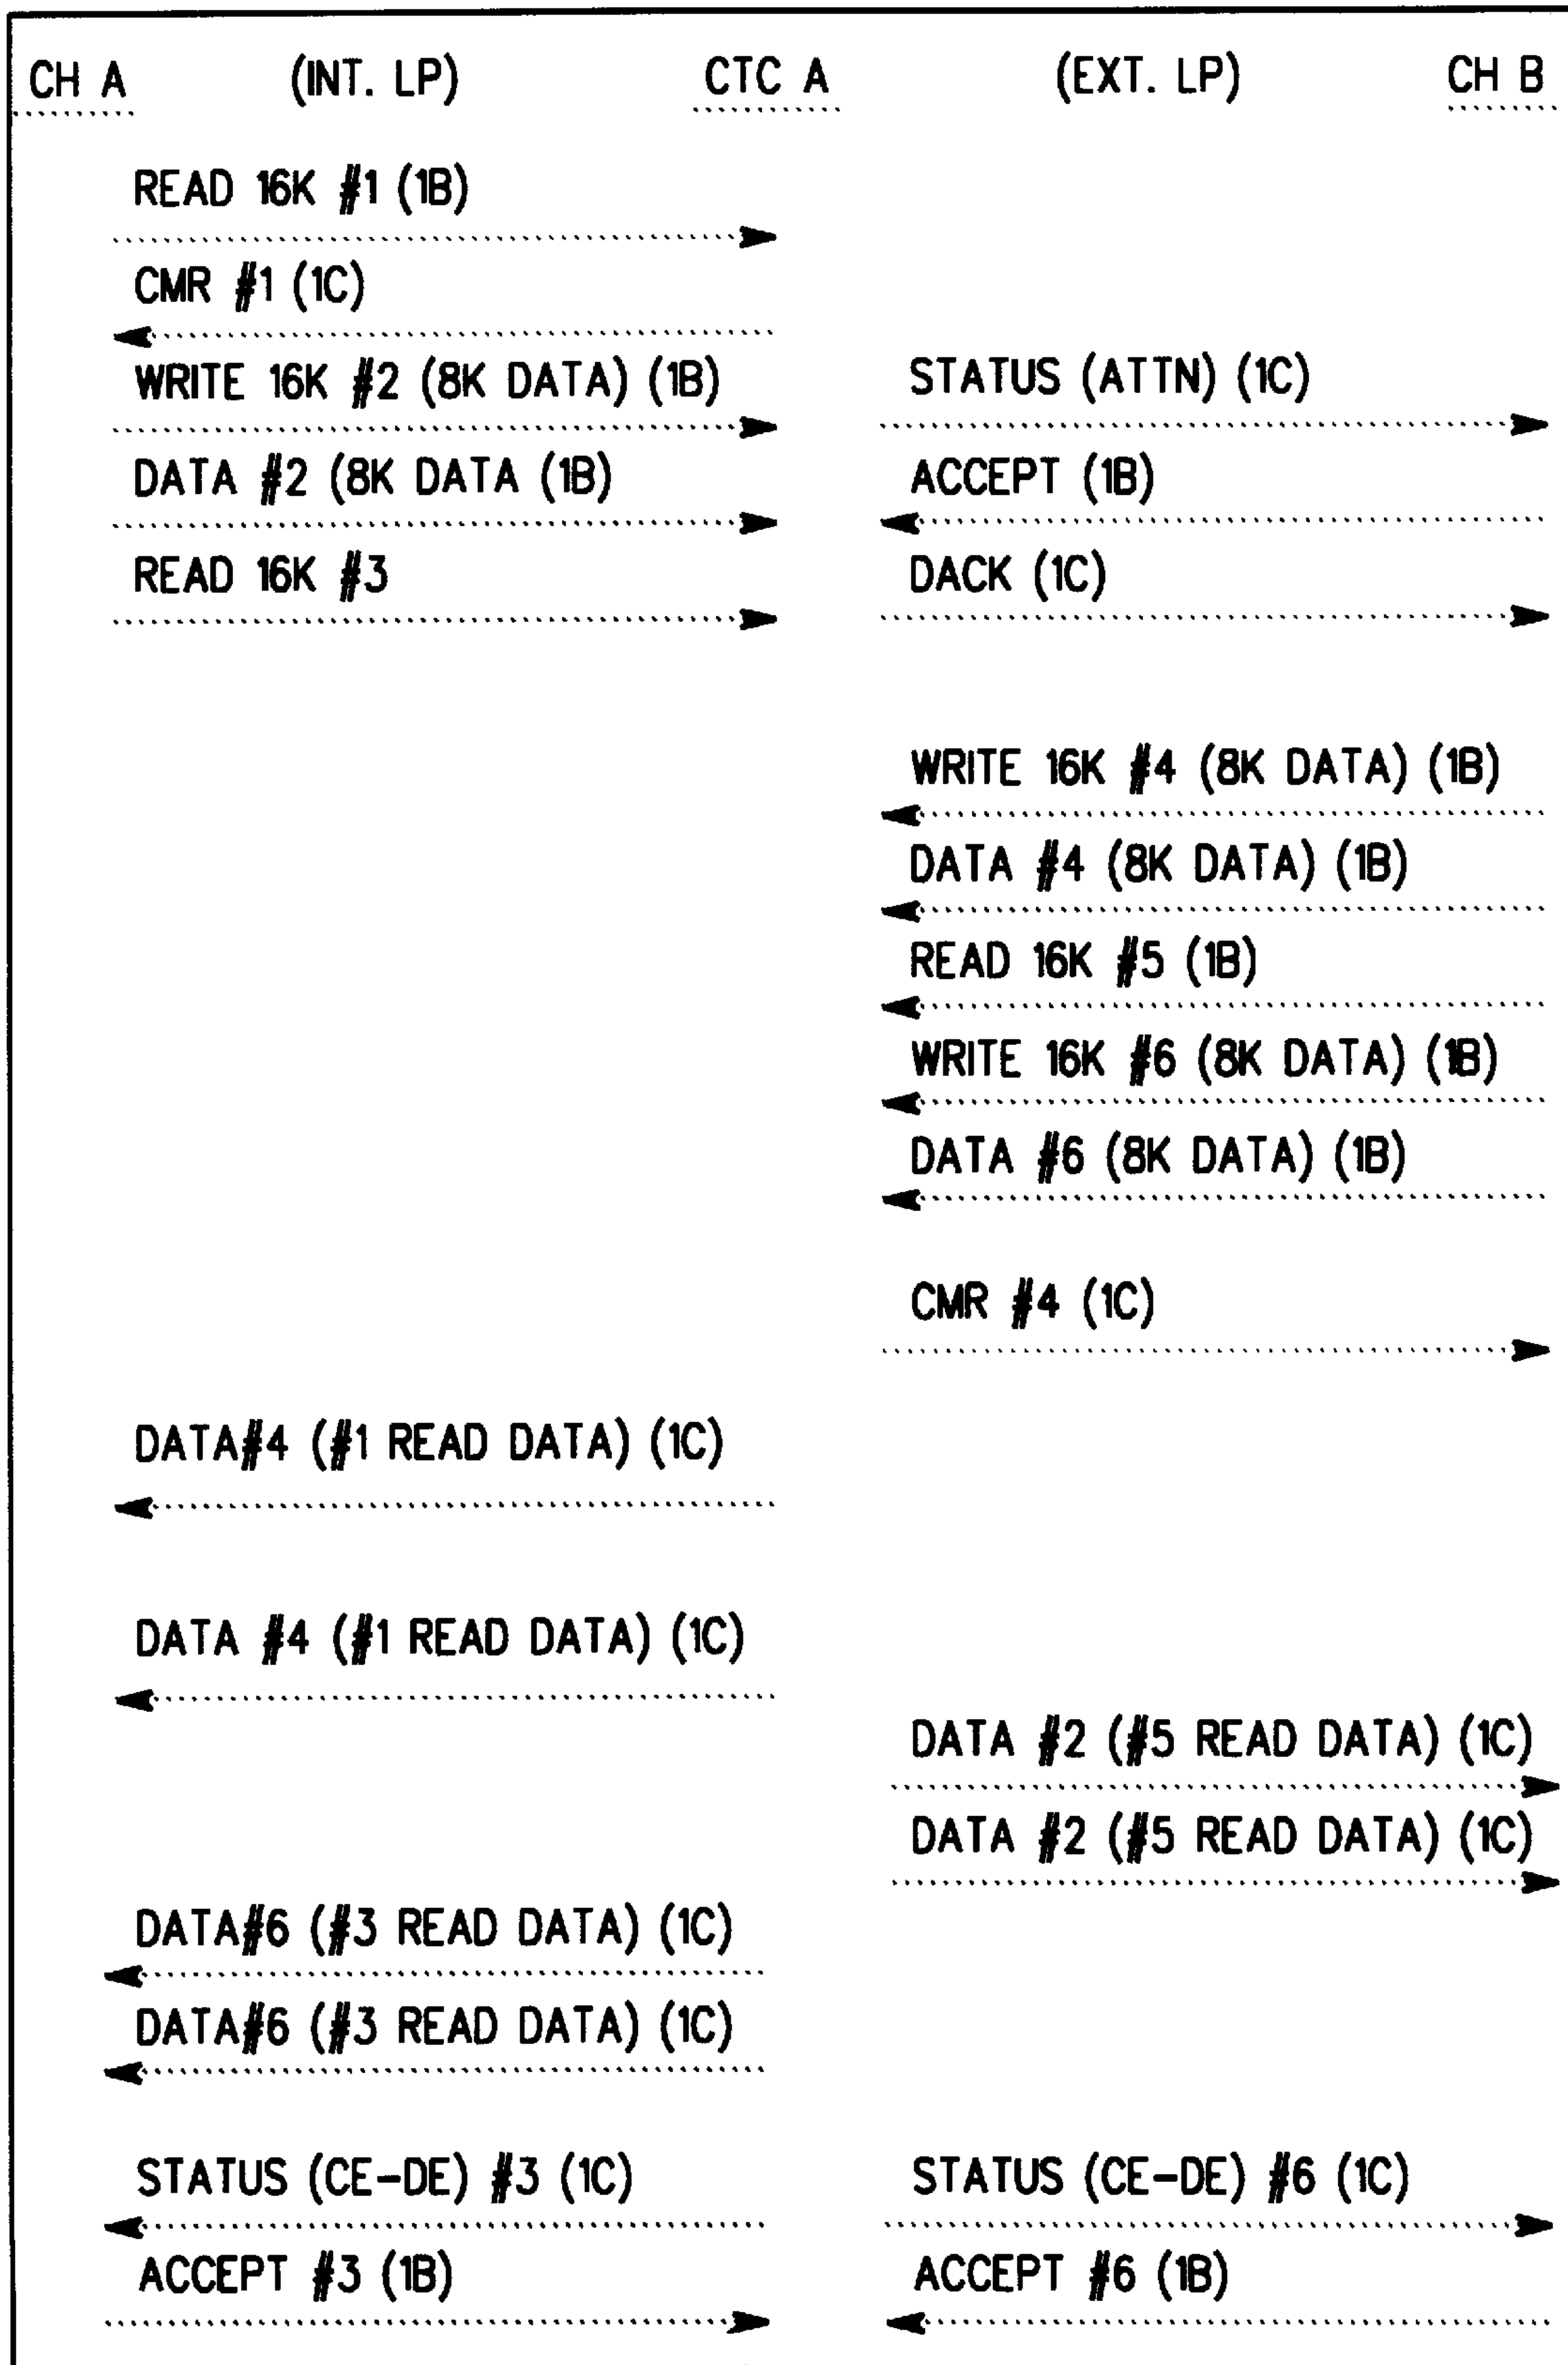 CH A (INT. LP) CTC A (EXT. LP) CH B
READ 16K #1 (1B)
CMR #1 (1C)
WRITE 16K #2 (8K DATA) (1B) STATUS (ATTN) (1C)
DATA #2 (8K DATA (1B) ACCEPT (1B)
READ 16K #3 DACK (1C)
WRITE 16K #4 (8K DATA) (1B)
DATA #4 (8K DATA) (1B)
READ 16K #5 (1B)
WRITE 16K #6 (8K DATA) (1B)
DATA #6 (8K DATA) (1B)
CMR #4 (1C)
DATA#4 (#1 READ DATA) (1C)
DATA #4 (#1 READ DATA) (1C)
DATA #2 (#5 READ DATA) (1C)
DATA #2 (#5 READ DATA) (1C)
DATA#6 (#3 READ DATA) (1C)
DATA#6 (#3 READ DATA) (1C)
STATUS (CE-DE) #3 (1C) STATUS (CE-DE) #6 (1C)
ACCEPT #3 (1B) ACCEPT #6 (1B)